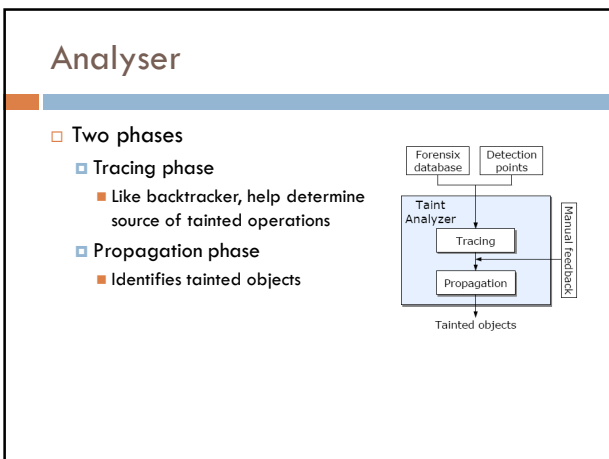 Analyser
Two phases
Tracing phase
Like backtracker, help determine
source of tainted operations
Propagation phase
Identifies tainted objects
Forensix
database
Detection
points
Taint
Analyzer
Tracing
Propagation
Manual feedback
Tainted objects